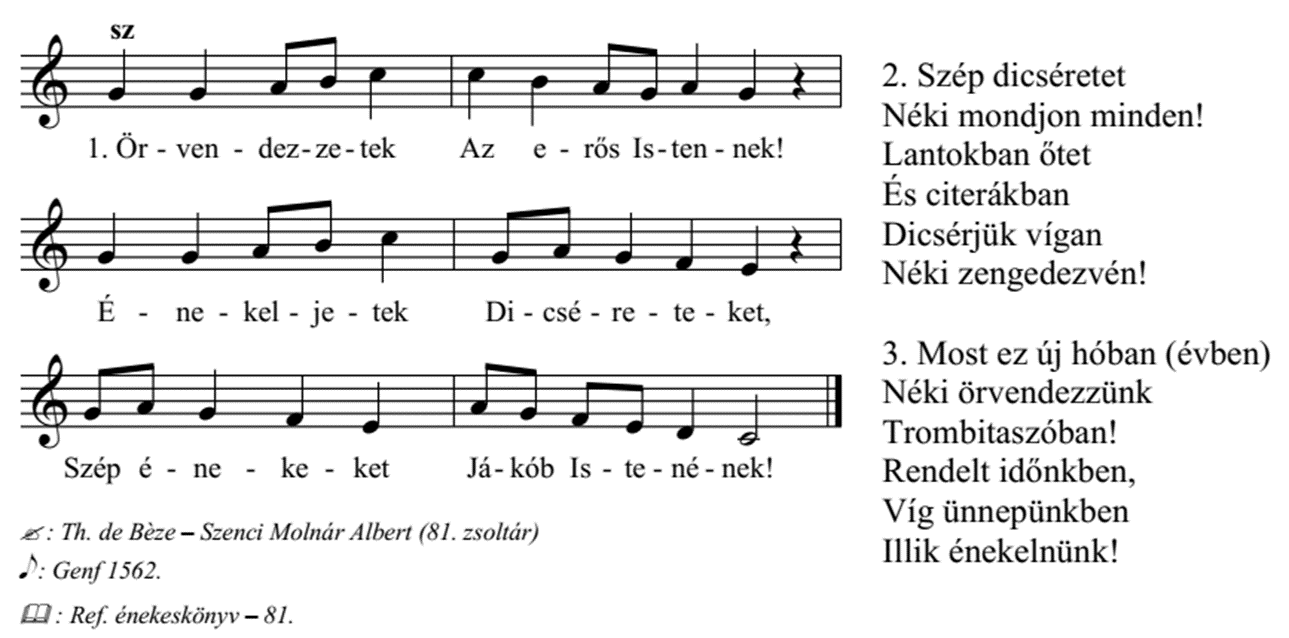 sz
1. Ör - ven - dez - ze - tek Az e - rős Is - ten - nek!
É - ne - kel - je - tek Di - csé - re - te - ket,
Szép é - ne - ke - ket Já - kób Is - te - né - nek!
: Th. de Bèze – Szenci Molnár Albert (81. zsoltár)
: Genf 1562.
: Ref. énekeskönyv – 81.
2. Szép dicséretet
Néki mondjon minden!
Lantokban őtet
És citerákban
Dicsérjük vígan
Néki zengedezvén!
3. Most ez új hóban (évben)
Néki örvendezzünk
Trombitaszóban!
Rendelt időnkben,
Víg ünnepünkben
Illik énekelnünk!